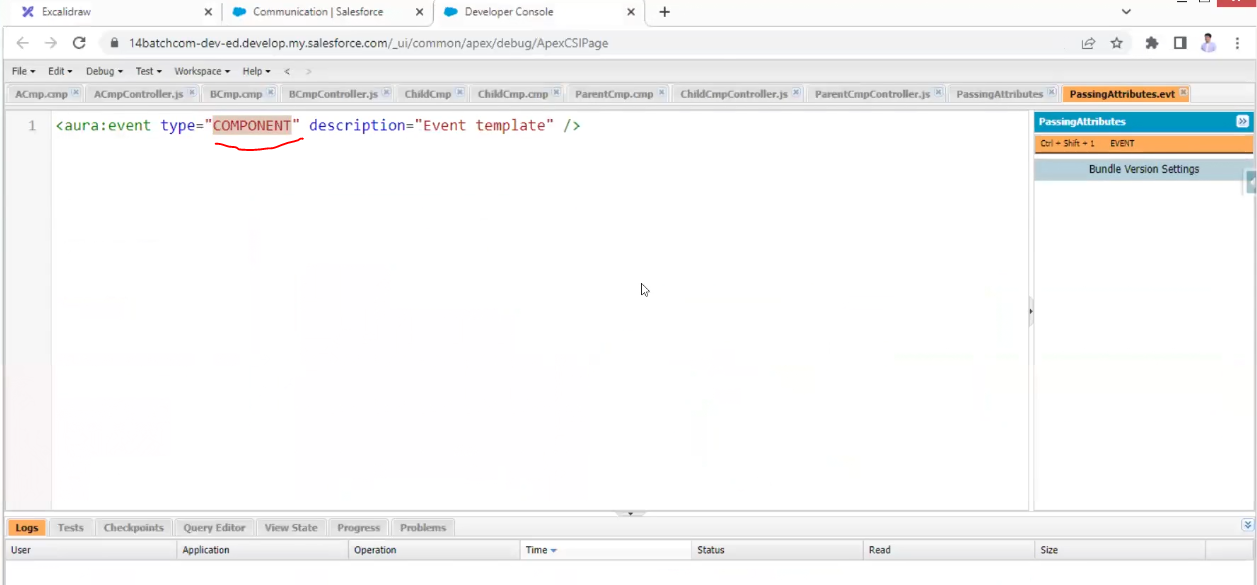 Excalidraw
Communication | Salesforce
Developer Console
14batchcom-dev-ed.develop.my.salesforce.com/_ui/common/apex/debug/ApexCSIPage
File Edit Debug Test Workspace Help < >
ACmp.cmp ACmpController.js BCmp.cmp BCmpController.js ChildCmp ChildCmp.cmp ParentCmp.cmp ChildCmpController.js ParentCmpController.js PassingAttributes PassingAttributes.evt
1 <aura:event type="COMPONENT" description="Event template" />
PassingAttributes
Ctrl + Shift + 1 EVENT
Bundle Version Settings
Logs Tests Checkpoints Query Editor View State Progress Problems
User Application Operation Time Status Read Size